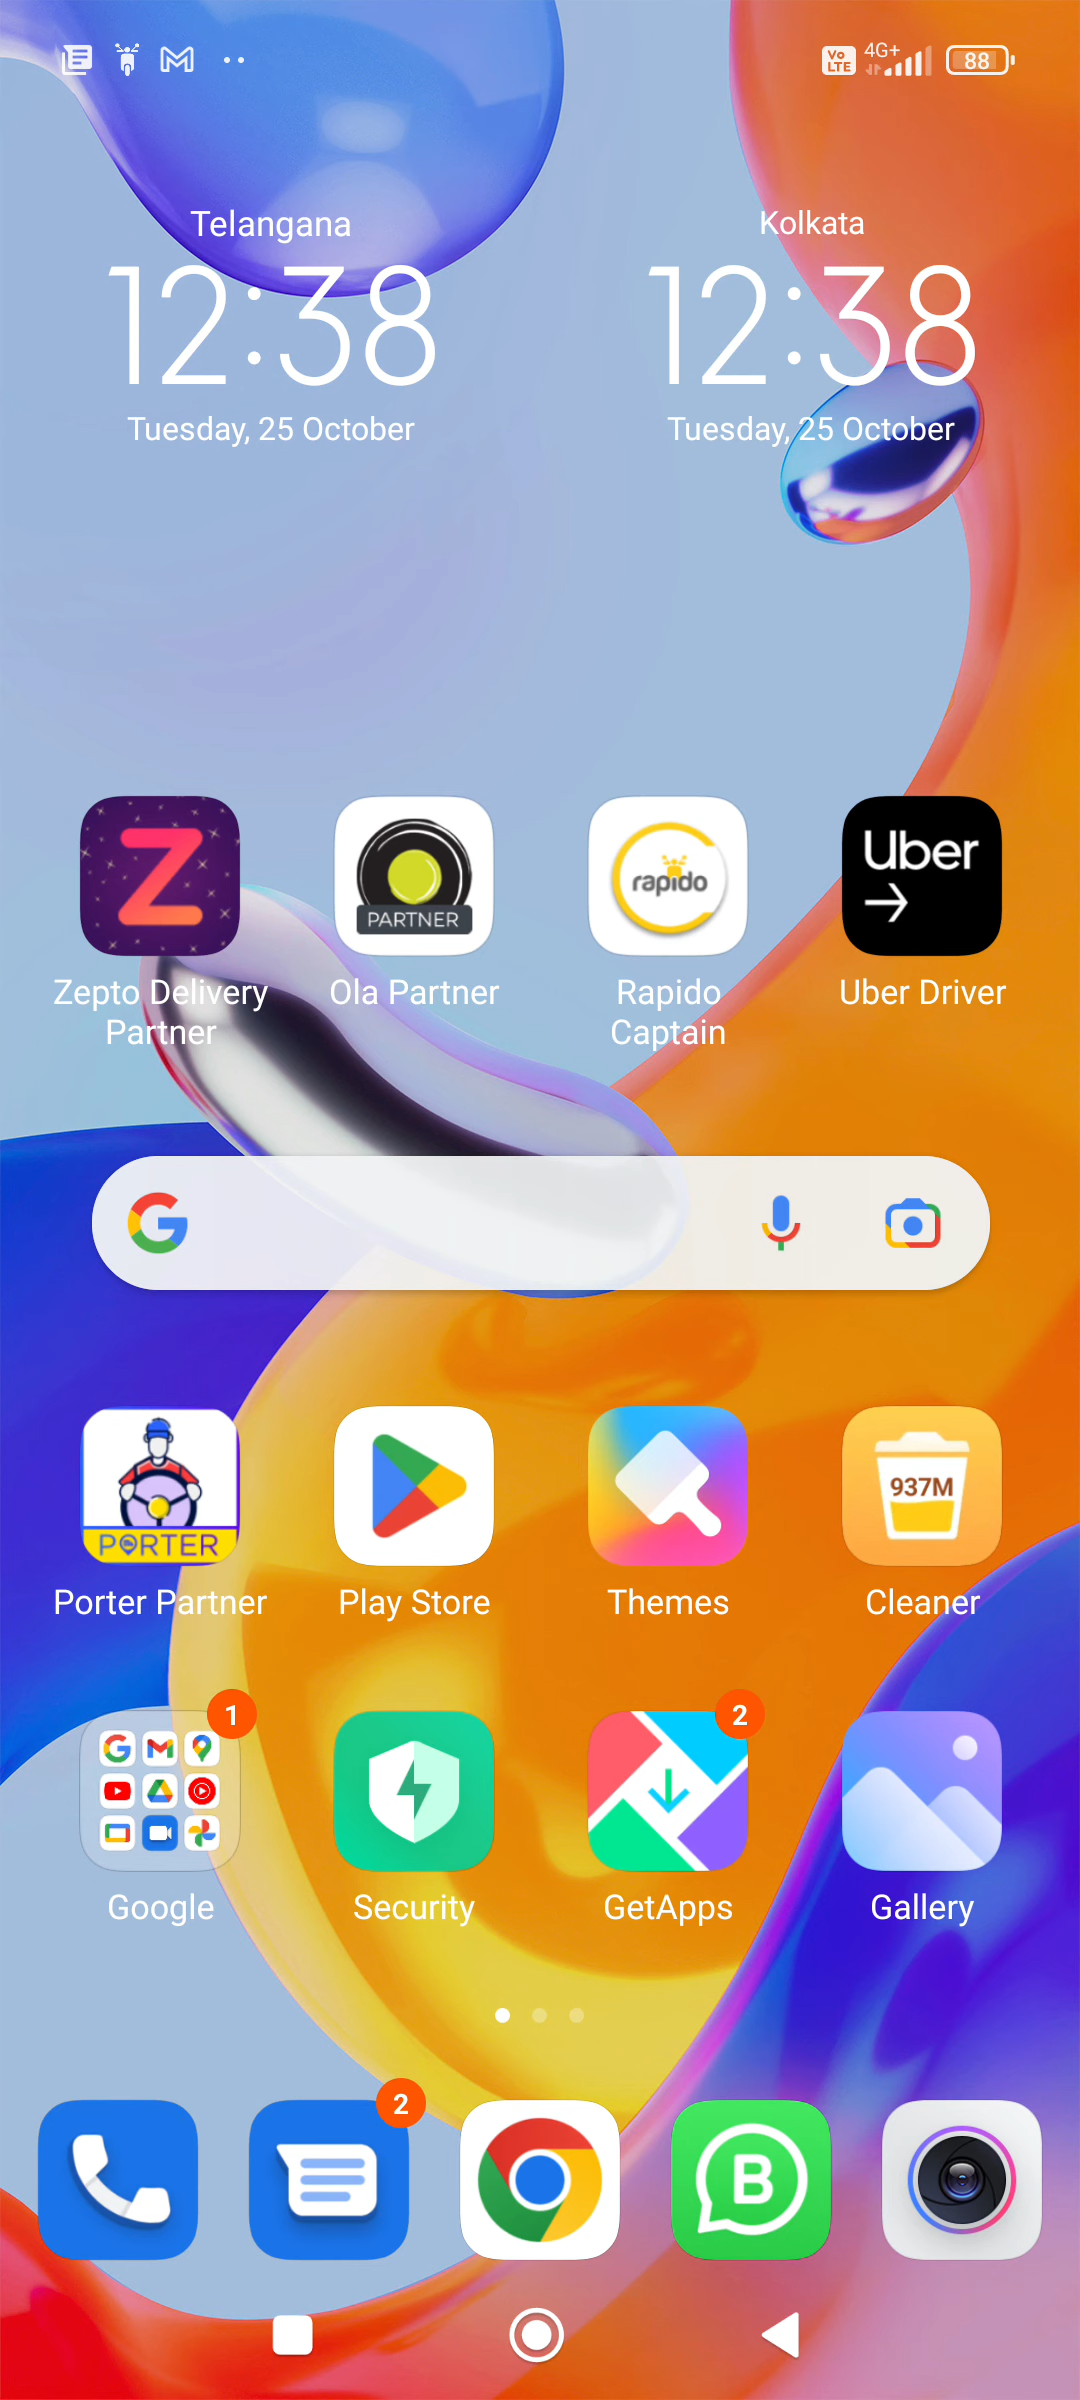 Vo LTE 4G+ 88
Telangana
12:38
Tuesday, 25 October
Kolkata
12:38
Tuesday, 25 October
Z
PARTNER
rapido
Uber
Zepto Delivery Partner
Ola Partner
Rapido Captain
Uber Driver
G
PORTER
937M
Porter Partner
Play Store
Themes
Cleaner
1
2
Google
Security
GetApps
Gallery
2
B